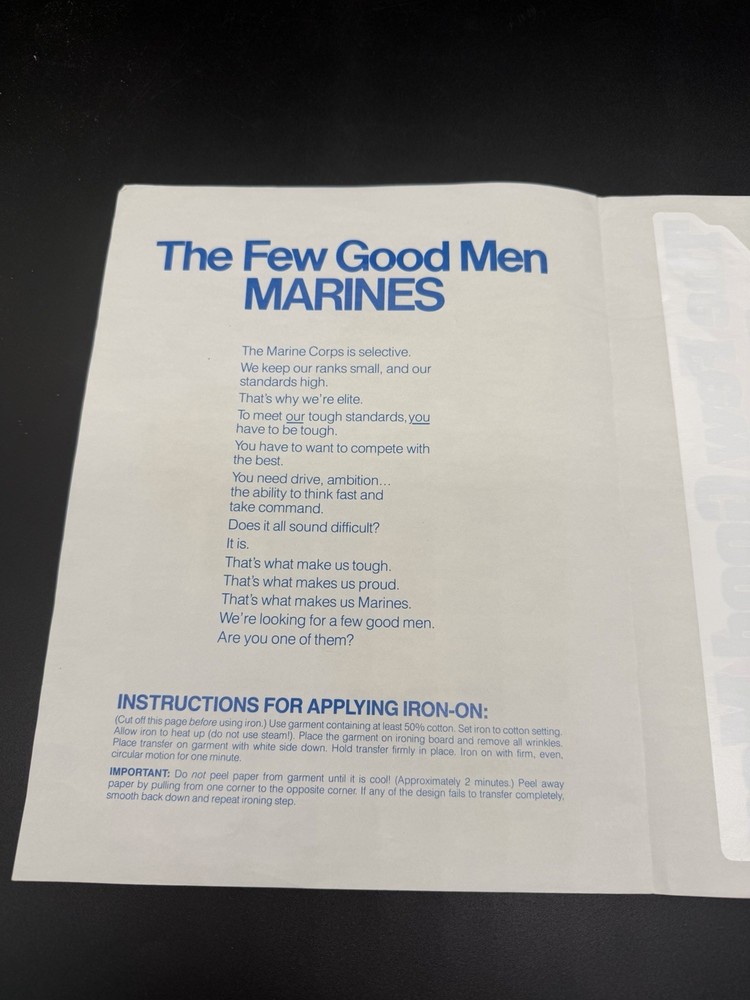 The Few Good Men
MARINES
The Marine Corps is selective.
We keep our ranks small, and our
standards high.
That's why we're elite.
To meet our tough standards, you
have to be tough.
You have to want to compete with
the best.
You need drive, ambition...
the ability to think fast and
take command.
Does it all sound difficult?
It is.
That's what make us tough.
That's what makes us proud.
That's what makes us Marines.
We're looking for a few good men.
Are you one of them?
INSTRUCTIONS FOR APPLYING IRON-ON:
(Cut off this page before using iron.) Use garment containing at least 50% cotton. Set iron to cotton setting.
Allow iron to heat up (do not use steam!). Place the garment on ironing board and remove all wrinkles.
Place transfer on garment with white side down. Hold transfer firmly in place. Iron on with firm, even,
circular motion for one minute.
IMPORTANT: Do not peel paper from garment until it is cool! (Approximately 2 minutes.) Peel away
paper by pulling from one corner to the opposite corner. If any of the design fails to transfer completely,
smooth back down and repeat ironing step.